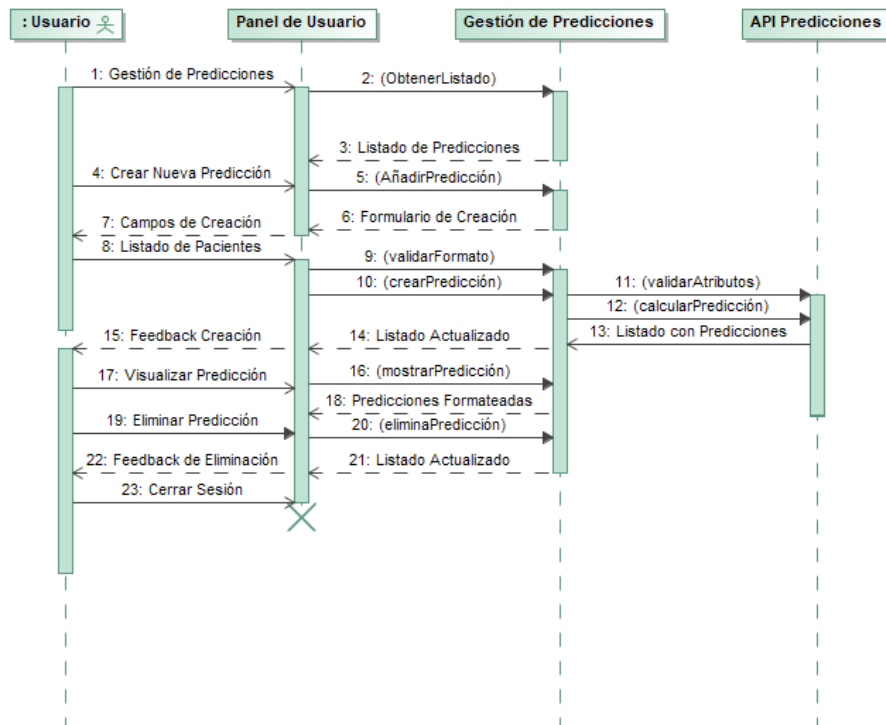 : Usuario
Panel de Usuario
Gestión de Predicciones
API Predicciones
1: Gestión de Predicciones
2: (ObtenerListado)
3: Listado de Predicciones
4: Crear Nueva Predicción
5: (AñadirPredicción)
6: Formulario de Creación
7: Campos de Creación
8: Listado de Pacientes
9: (validarFormato)
10: (crearPredicción)
11: (validarAtributos)
12: (calcularPredicción)
13: Listado con Predicciones
14: Listado Actualizado
15: Feedback Creación
16: (mostrarPredicción)
17: Visualizar Predicción
18: Predicciones Formateadas
19: Eliminar Predicción
20: (eliminaPredicción)
21: Listado Actualizado
22: Feedback de Eliminación
23: Cerrar Sesión